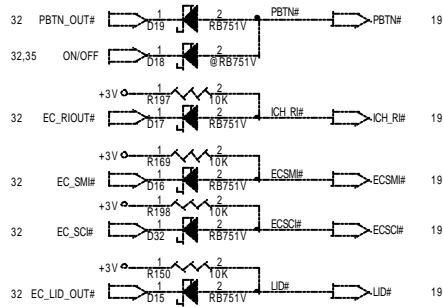 32 PBTN_OUT# 1 2 PBTN# PBTN# 19
D19 RB751V
32,35 ON/OFF 1 2
D18 @RB751V
+3V 1 2
R197 10K
32 EC_RIOUT# 1 2 ICH_RI# ICH_RI# 19
D17 RB751V
+3V 1 2
R169 10K
32 EC_SMI# 1 2 ECSMI# ECSMI# 19
D16 RB751V
+3V 1 2
R198 10K
32 EC_SCI# 1 2 ECSCI# ECSCI# 19
D32 RB751V
+3V 1 2
R150 10K
32 EC_LID_OUT# 1 2 LID# LID# 19
D15 RB751V